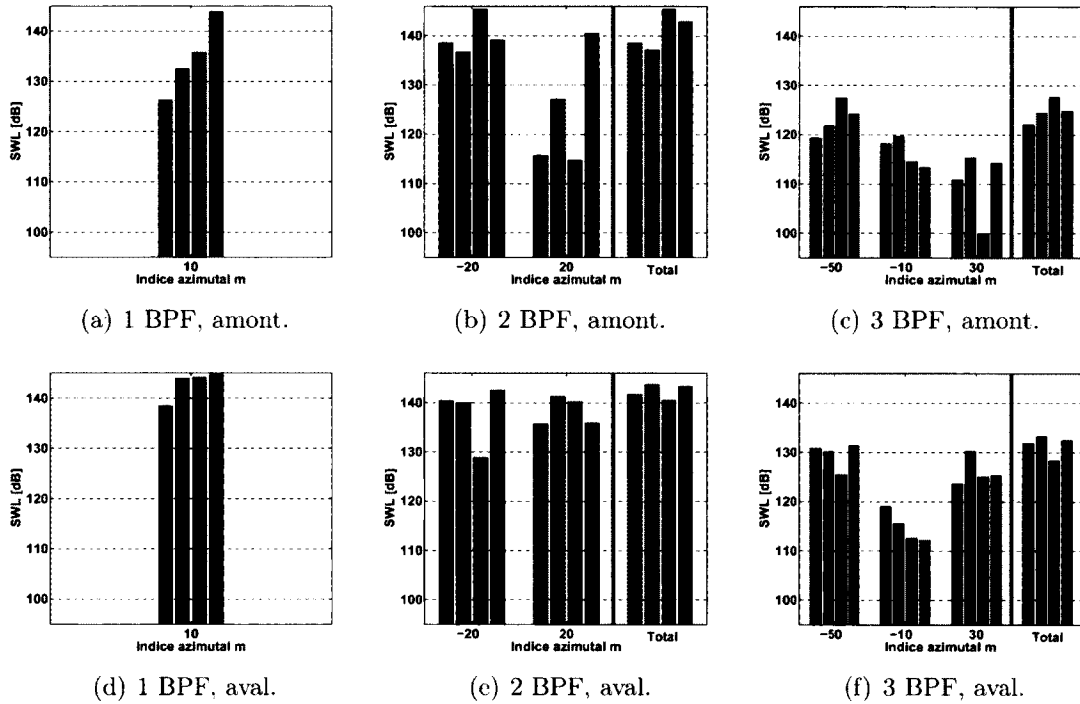 SWL [dB]
140
130
120
110
100
10
Indice azimutal m
(a) 1 BPF, amont.
SWL [dB]
140
130
120
110
100
−20 20 Total
Indice azimutal m
(b) 2 BPF, amont.
SWL [dB]
140
130
120
110
100
−50 −10 30 Total
Indice azimutal m
(c) 3 BPF, amont.
SWL [dB]
140
130
120
110
100
10
Indice azimutal m
(d) 1 BPF, aval.
SWL [dB]
140
130
120
110
100
−20 20 Total
Indice azimutal m
(e) 2 BPF, aval.
SWL [dB]
140
130
120
110
100
−50 −10 30 Total
Indice azimutal m
(f) 3 BPF, aval.